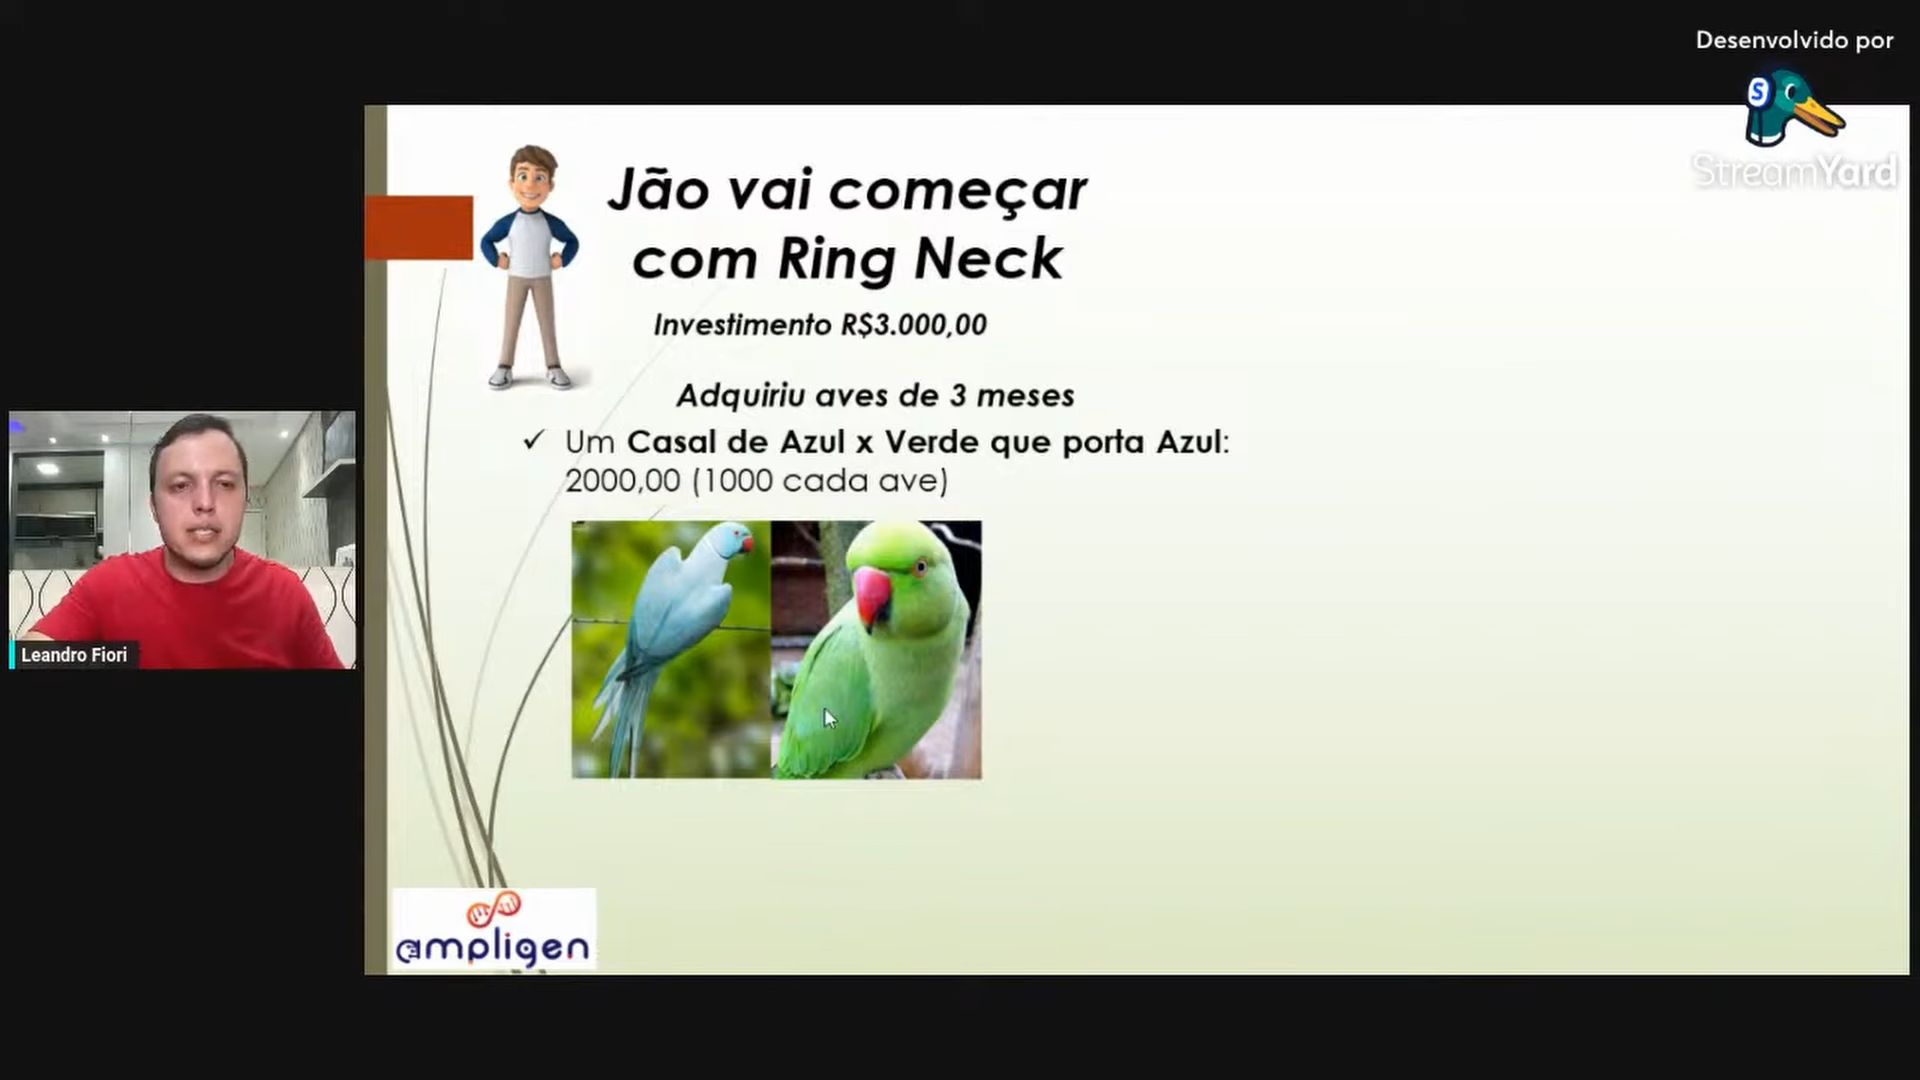 Desenvolvido por
S
StreamYard
Jão vai começar
com Ring Neck
Investimento R$3.000,00
Adquiriu aves de 3 meses
✓ Um Casal de Azul x Verde que porta Azul:
2000,00 (1000 cada ave)
Leandro Fiori
ampligen